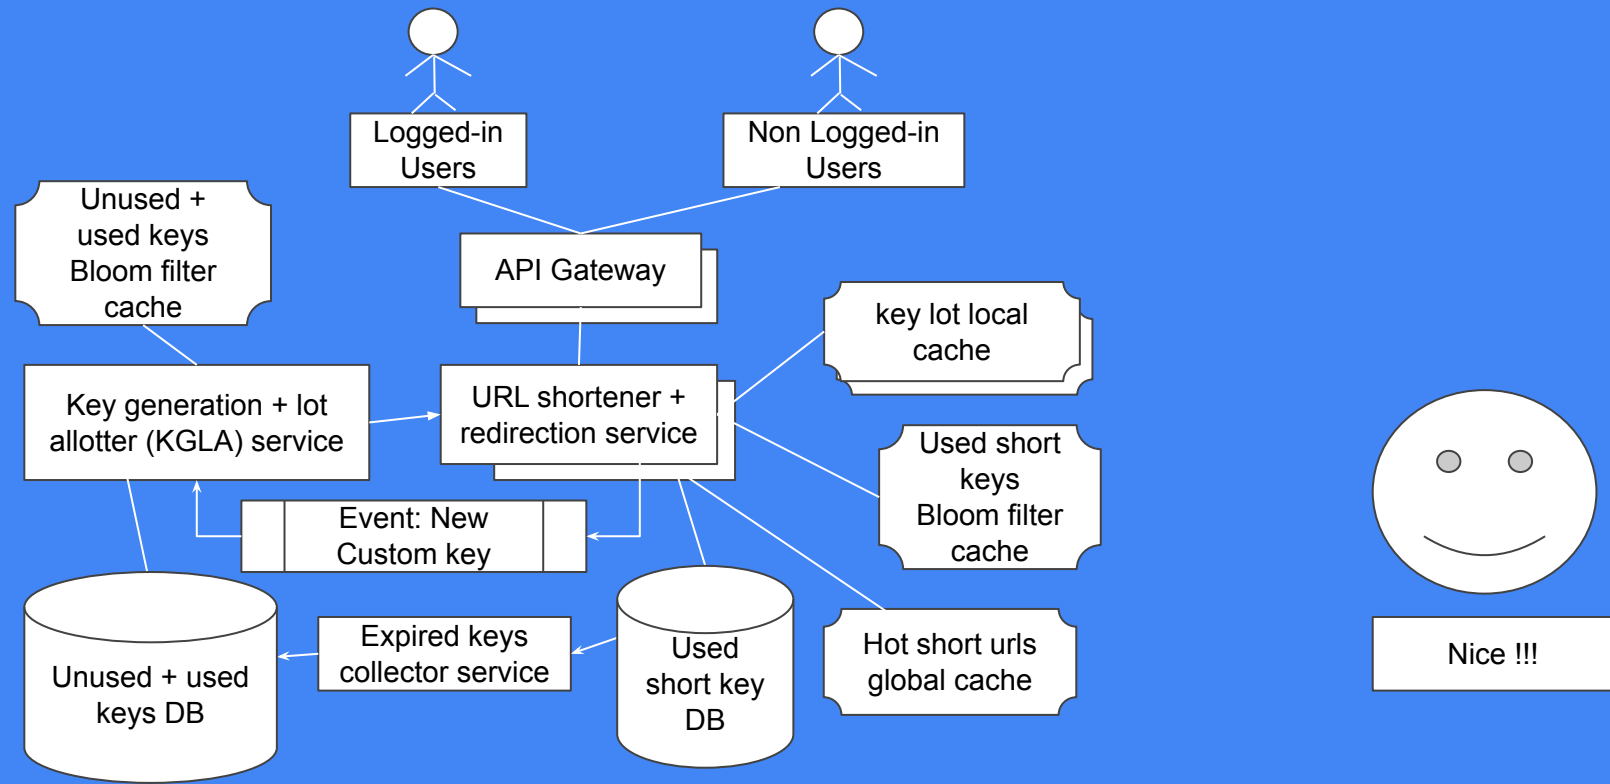 Logged-in
Users
Non Logged-in
Users
Unused +
used keys
Bloom filter
cache
API Gateway
key lot local
cache
Key generation + lot
allotter (KGLA) service
URL shortener +
redirection service
Used short
keys
Bloom filter
cache
Event: New
Custom key
Expired keys
collector service
Unused + used
keys DB
Used
short key
DB
Hot short urls
global cache
Nice !!!